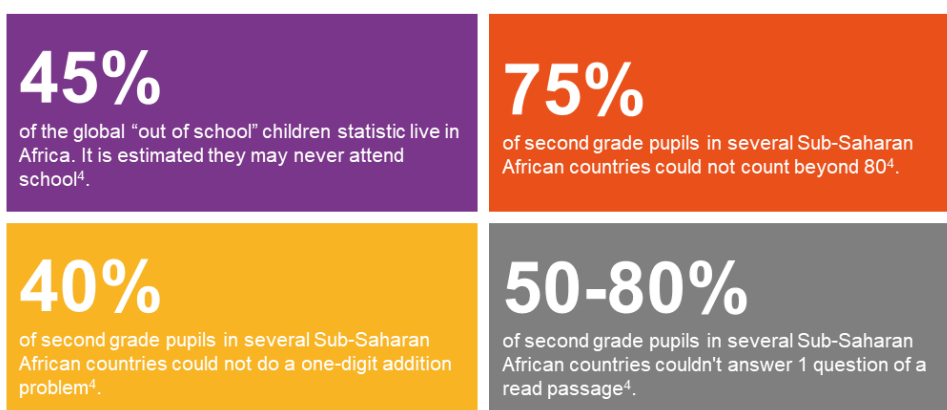 45%
of the global “out of school” children statistic live in
Africa. It is estimated they may never attend
school⁴.
75%
of second grade pupils in several Sub-Saharan
African countries could not count beyond 80⁴.
40%
of second grade pupils in several Sub-Saharan
African countries could not do a one-digit addition
problem⁴.
50-80%
of second grade pupils in several Sub-Saharan
African countries couldn't answer 1 question of a
read passage⁴.